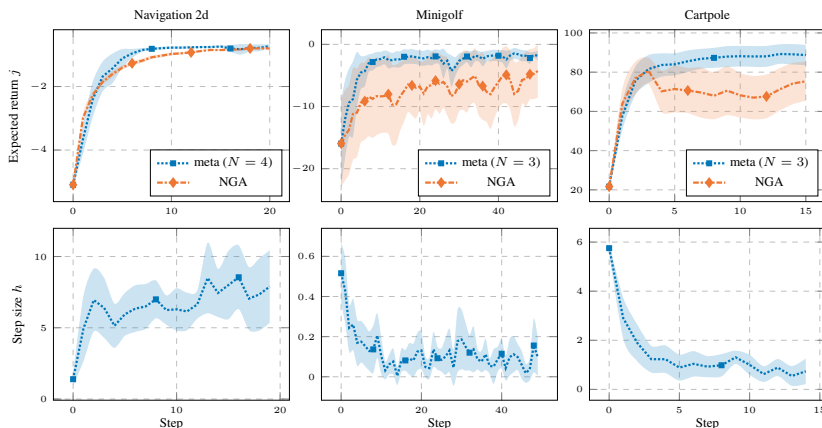 Navigation 2d
Minigolf
Cartpole
Expected return j
−2
−4
0
10
20
meta (N = 4)
NGA
0
−10
−20
0
20
40
meta (N = 3)
NGA
100
80
60
40
20
0
5
10
15
meta (N = 3)
NGA
Step size h
10
5
0
0
10
20
Step
0.6
0.4
0.2
0
0
20
40
Step
6
4
2
0
0
5
10
15
Step